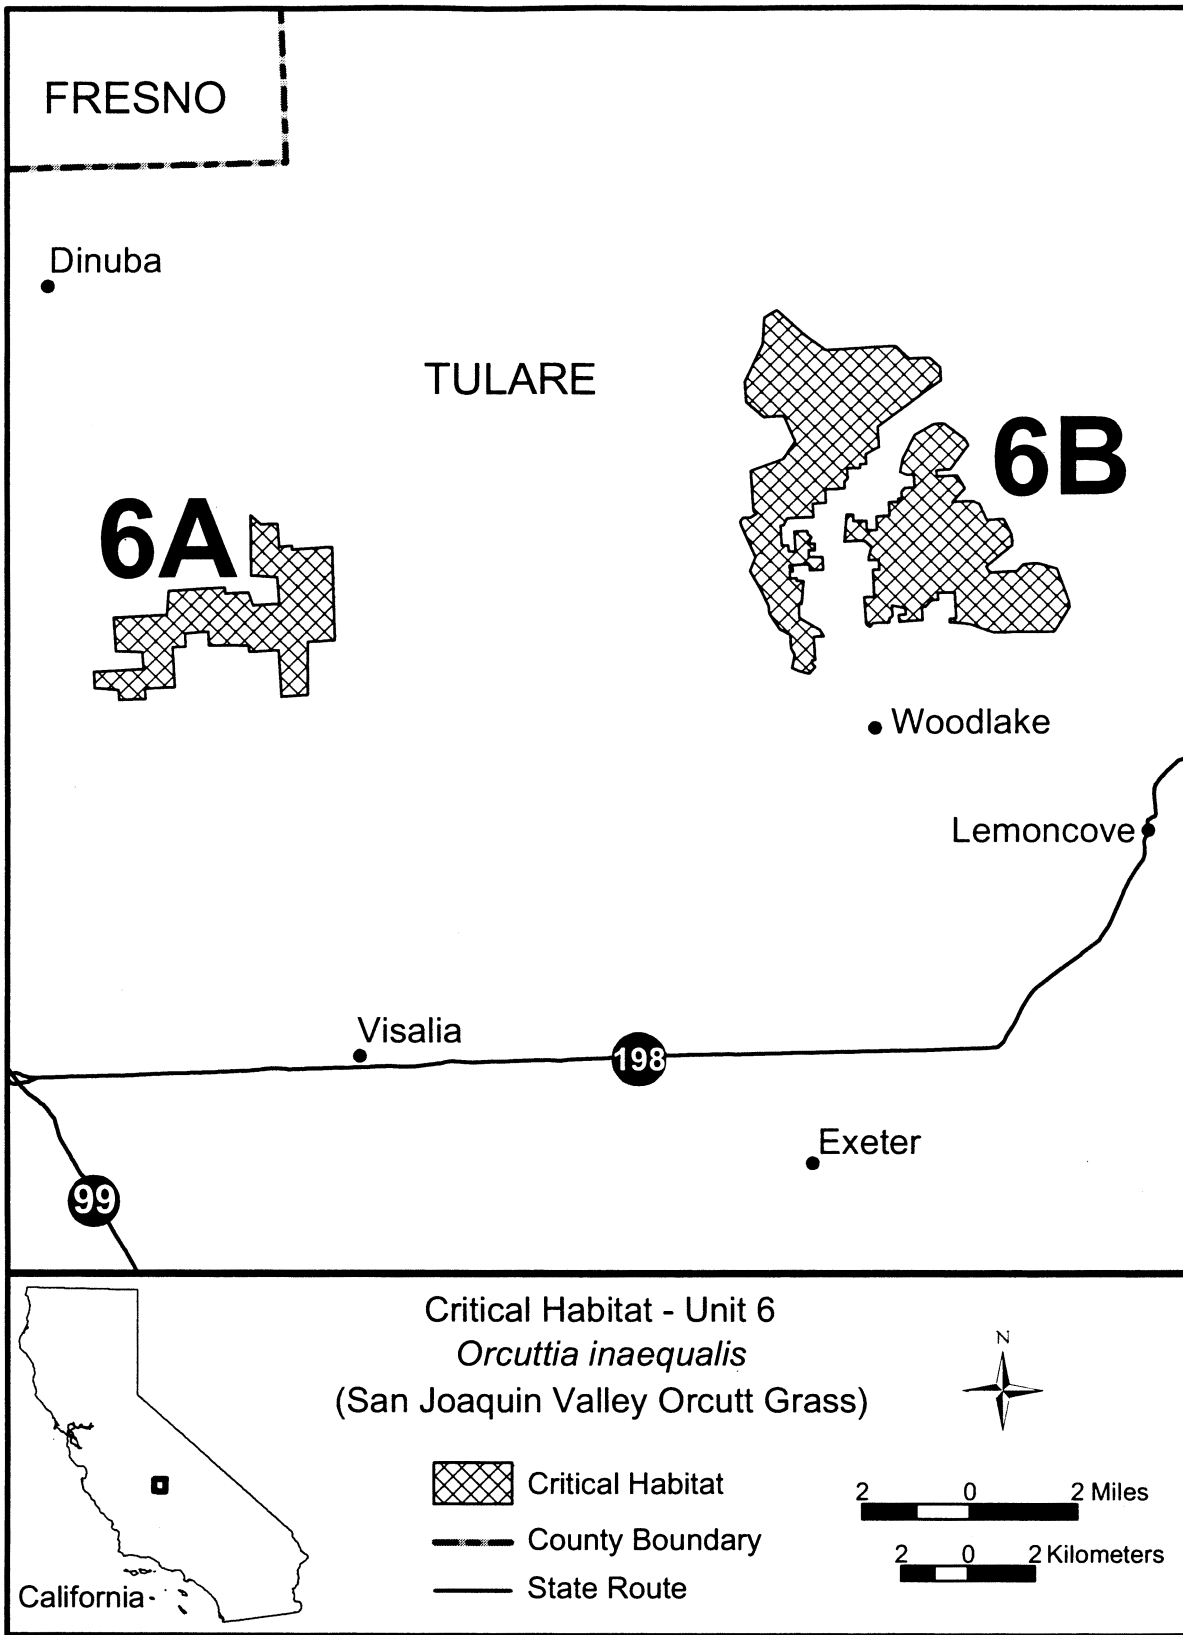 FRESNO
Dinuba
TULARE
6A
6B
Woodlake
Lemoncove
Visalia
198
Exeter
99
Critical Habitat - Unit 6
Orcuttia inaequalis
(San Joaquin Valley Orcutt Grass)
N
Critical Habitat
County Boundary
State Route
2 0 2 Miles
2 0 2 Kilometers
California